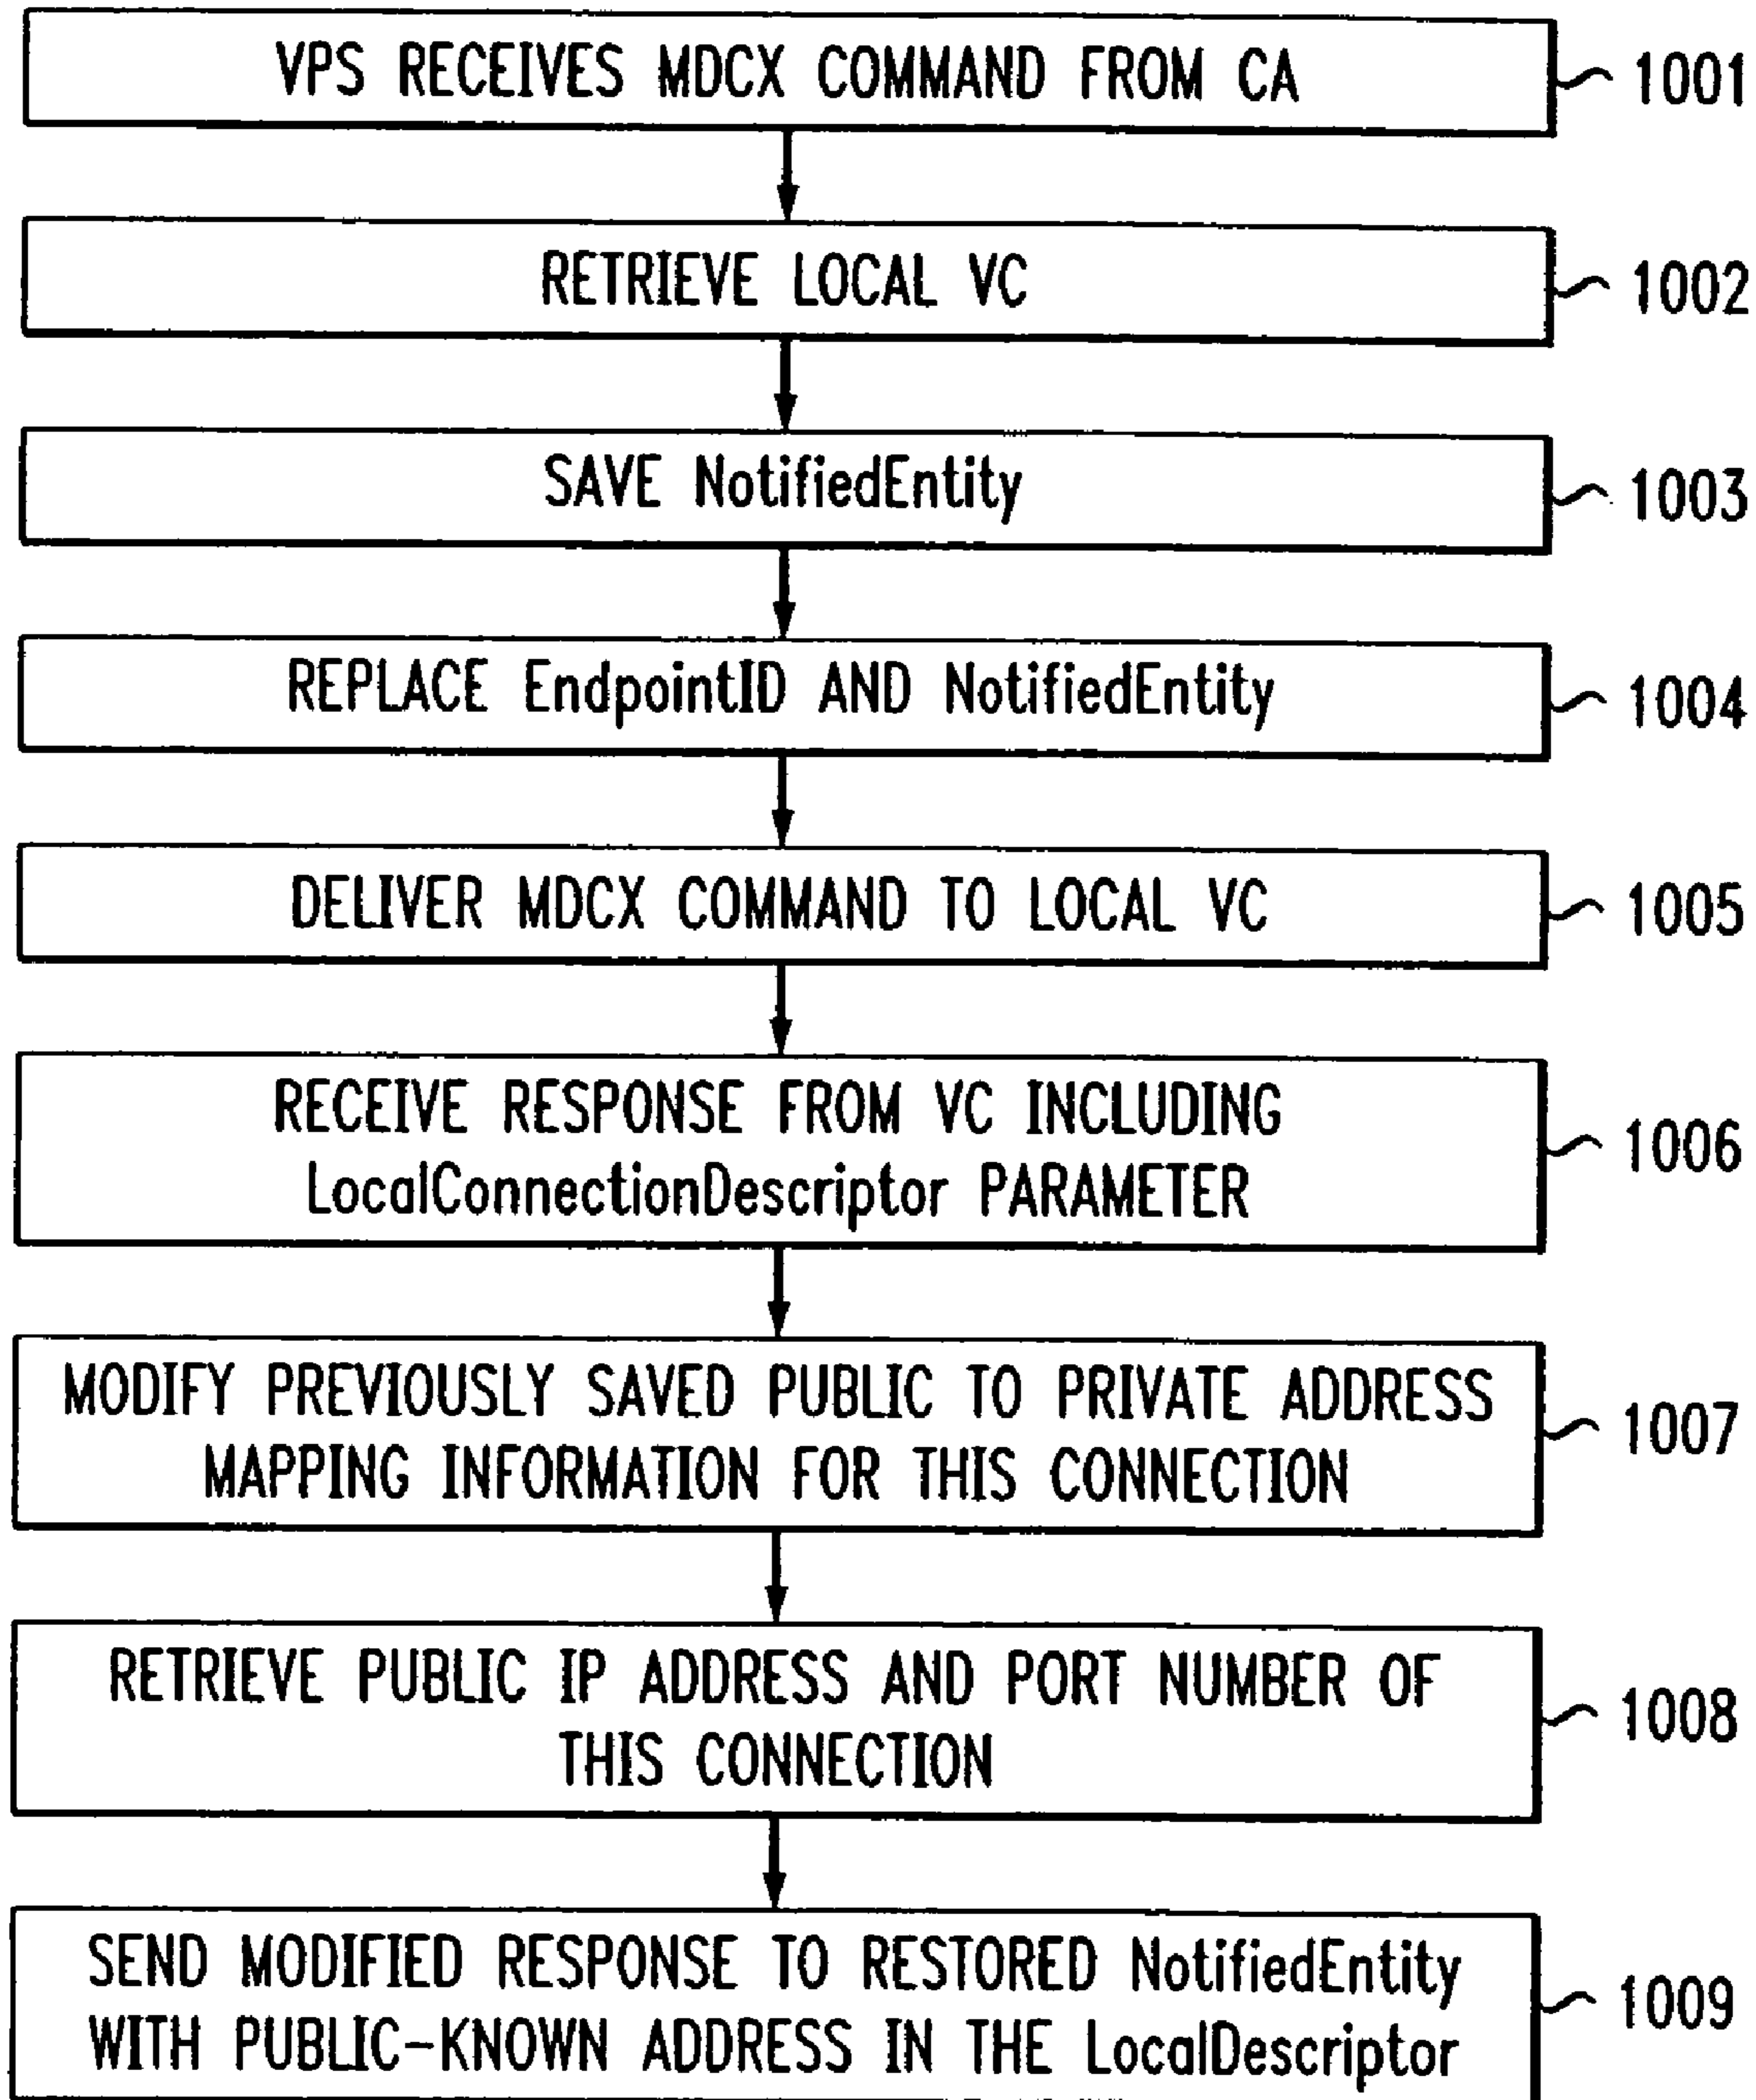 VPS RECEIVES MDCX COMMAND FROM CA
1001
RETRIEVE LOCAL VC
1002
SAVE NotifiedEntity
1003
REPLACE EndpointID AND NotifiedEntity
1004
DELIVER MDCX COMMAND TO LOCAL VC
1005
RECEIVE RESPONSE FROM VC INCLUDING
LocalConnectionDescriptor PARAMETER
1006
MODIFY PREVIOUSLY SAVED PUBLIC TO PRIVATE ADDRESS
MAPPING INFORMATION FOR THIS CONNECTION
1007
RETRIEVE PUBLIC IP ADDRESS AND PORT NUMBER OF
THIS CONNECTION
1008
SEND MODIFIED RESPONSE TO RESTORED NotifiedEntity
WITH PUBLIC-KNOWN ADDRESS IN THE LocalDescriptor
1009